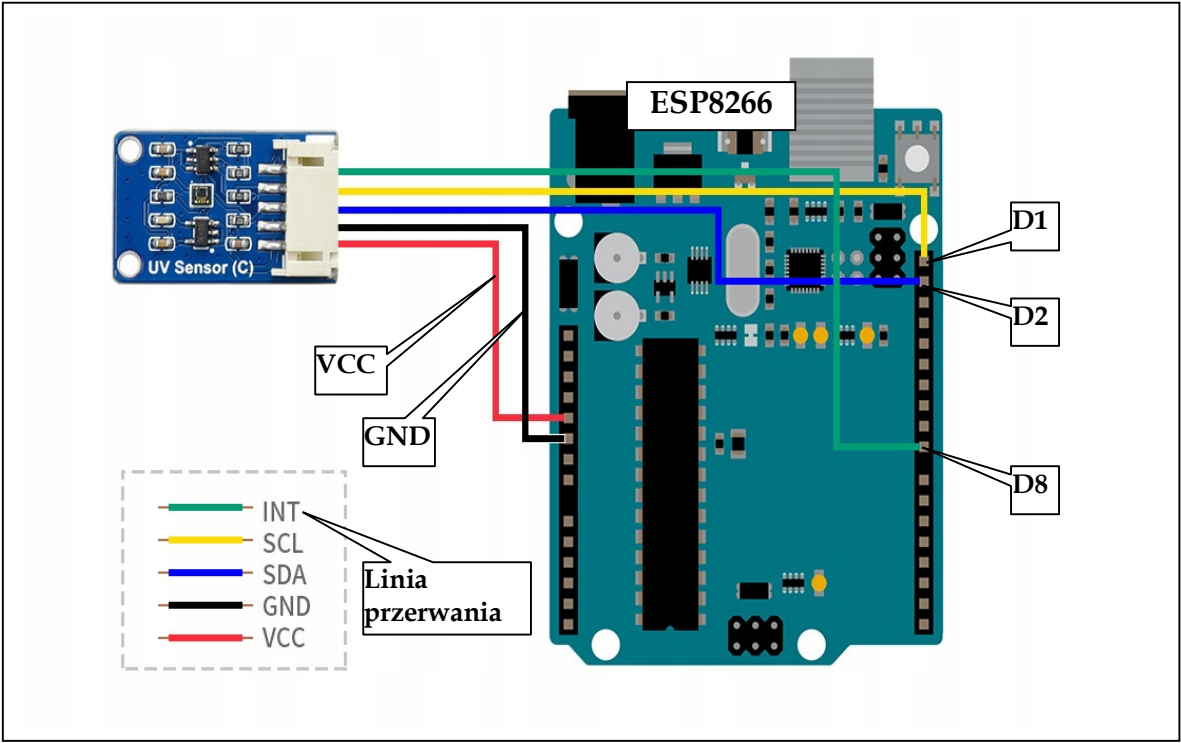 ESP8266
UV Sensor (C)
D1
D2
VCC
GND
D8
INT
SCL
SDA
GND
VCC
Linia
przerwania